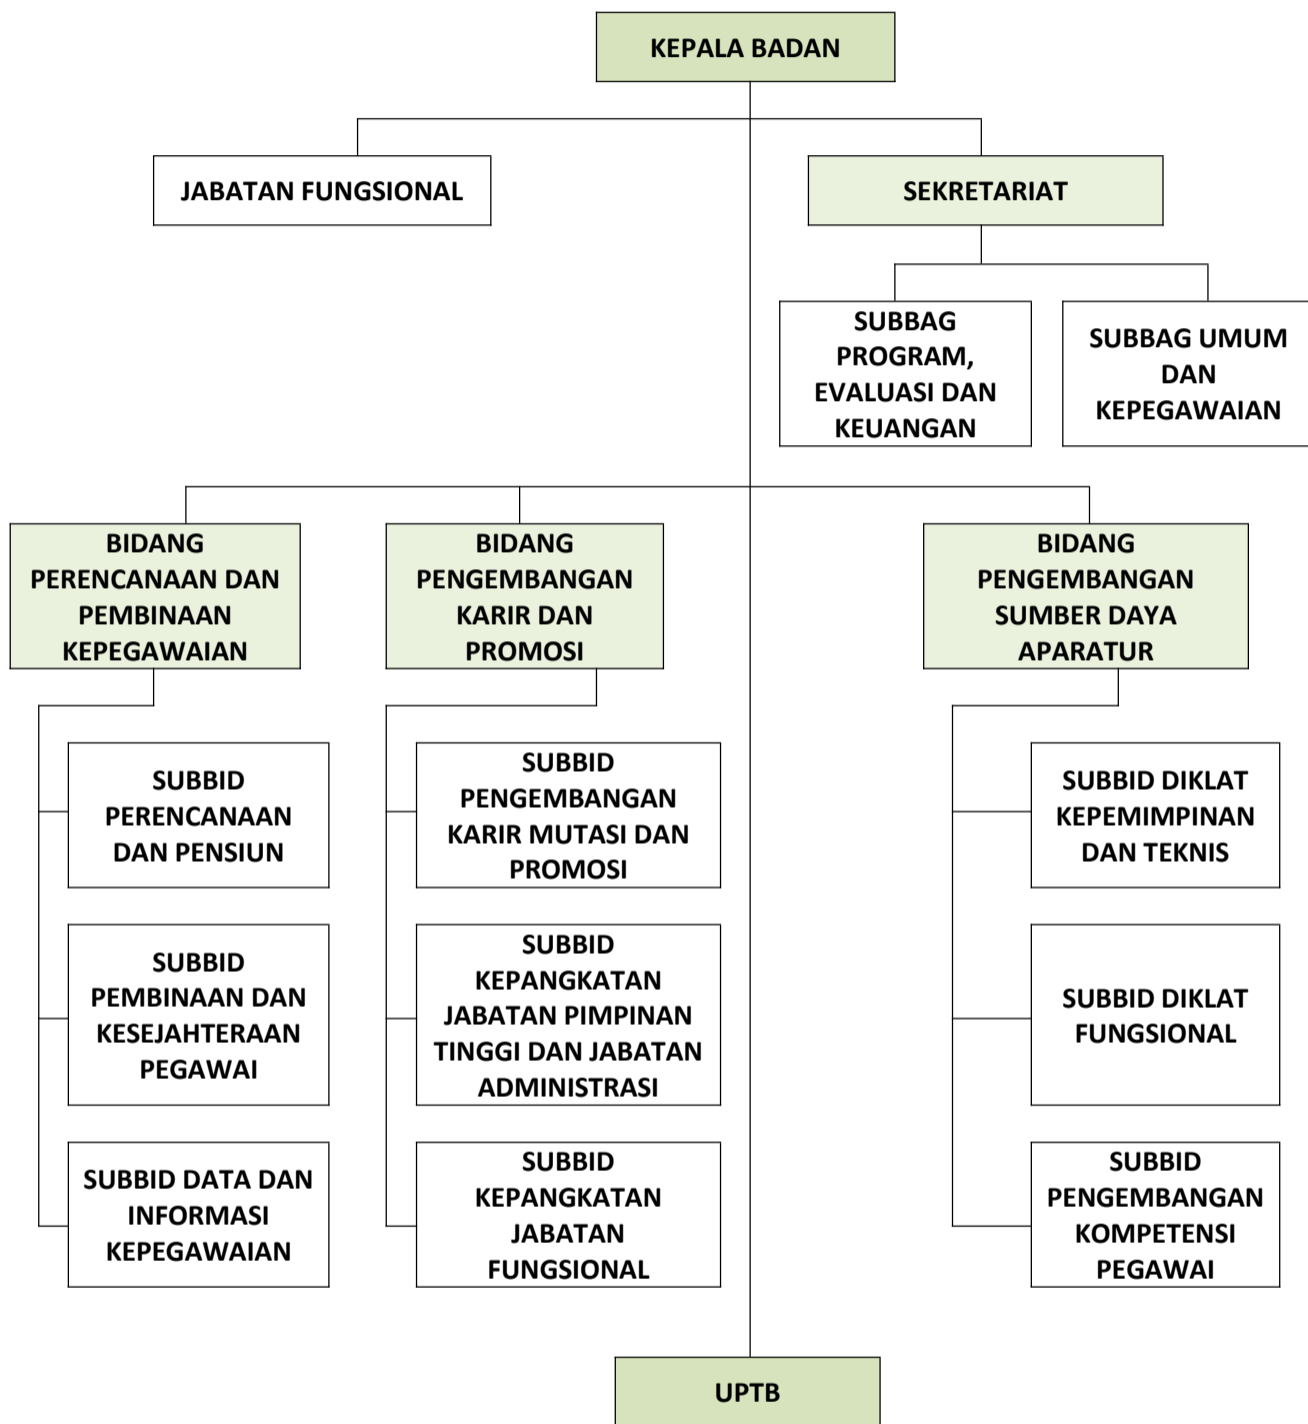 KEPALA BADAN
JABATAN FUNGSIONAL
SEKRETARIAT
SUBBAG
PROGRAM,
EVALUASI DAN
KEUANGAN
SUBBAG UMUM
DAN
KEPEGAWAIAN
BIDANG
PERENCANAAN DAN
PEMBINAAN
KEPEGAWAIAN
BIDANG
PENGEMBANGAN
KARIR DAN
PROMOSI
BIDANG
PENGEMBANGAN
SUMBER DAYA
APARATUR
SUBBID
PERENCANAAN
DAN PENSIUN
SUBBID
PENGEMBANGAN
KARIR MUTASI DAN
PROMOSI
SUBBID DIKLAT
KEPEMIMPINAN
DAN TEKNIS
SUBBID
PEMBINAAN DAN
KESEJAHTERAAN
PEGAWAI
SUBBID
KEPANGKATAN
JABATAN PIMPINAN
TINGGI DAN JABATAN
ADMINISTRASI
SUBBID DIKLAT
FUNGSIONAL
SUBBID DATA DAN
INFORMASI
KEPEGAWAIAN
SUBBID
KEPANGKATAN
JABATAN
FUNGSIONAL
SUBBID
PENGEMBANGAN
KOMPETENSI
PEGAWAI
UPTB